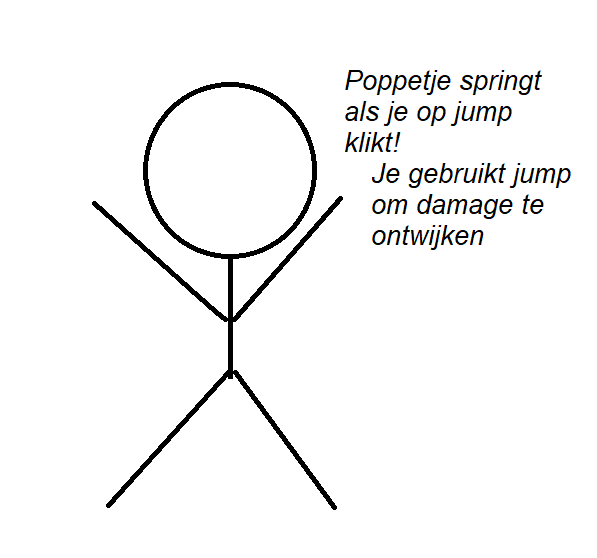 Poppetje springt
als je op jump
klikt!
Je gebruikt jump
om damage te
ontwijken